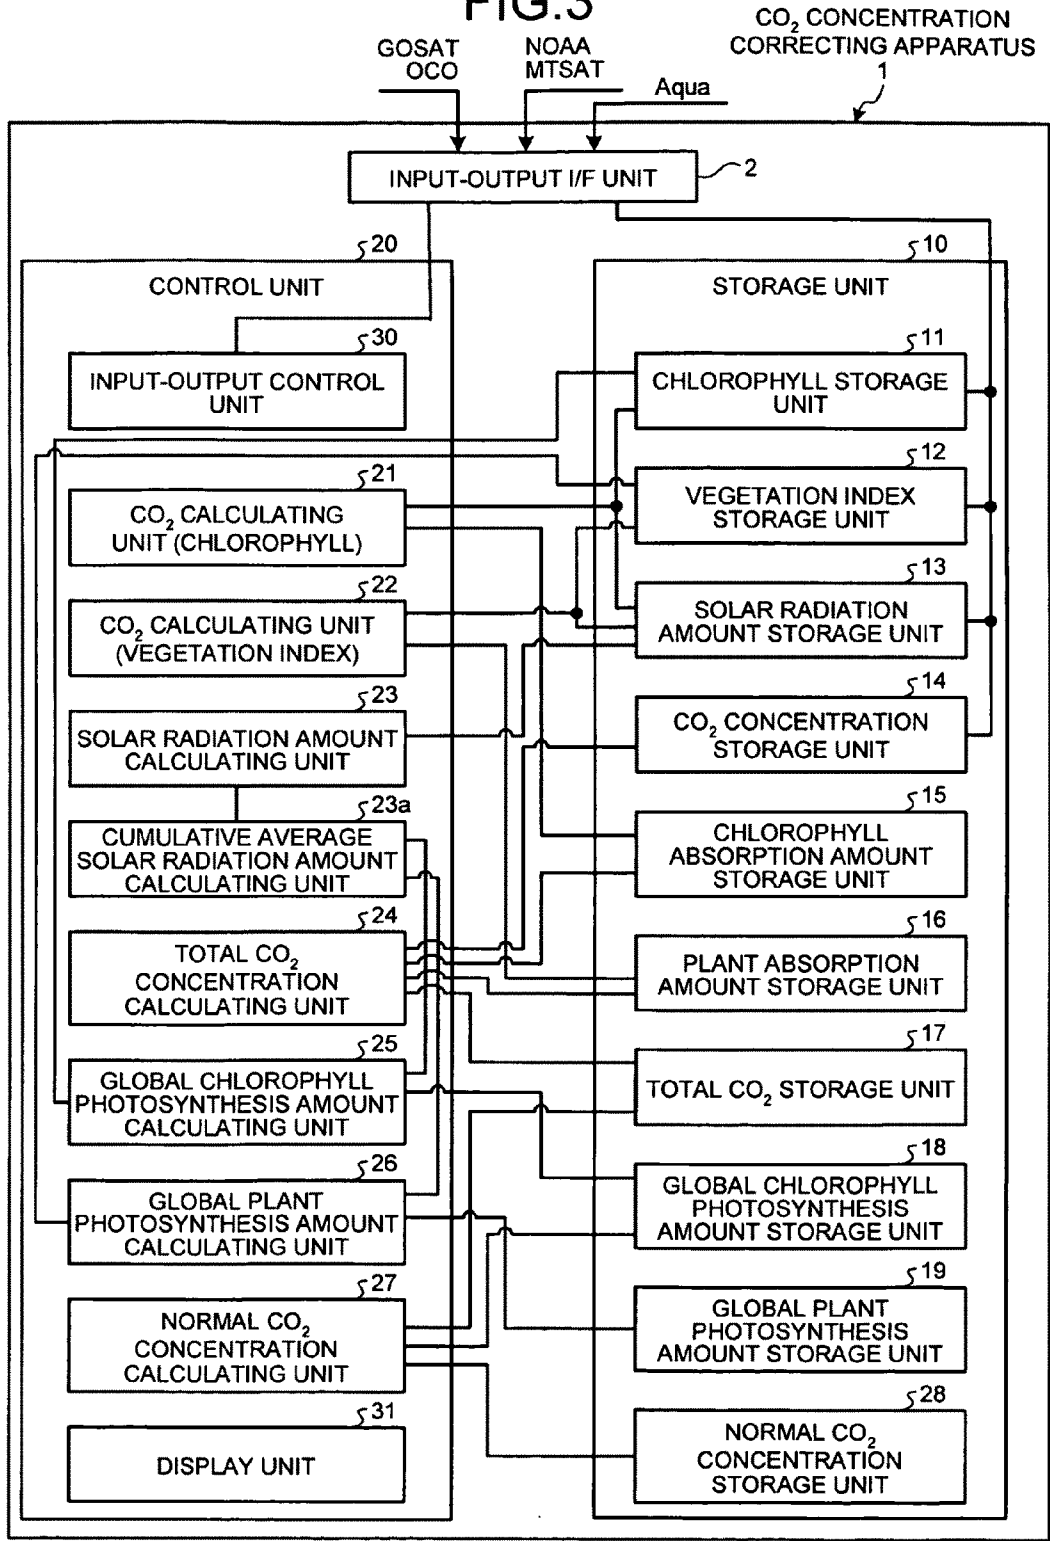 FIG.3
CO2 CONCENTRATION
CORRECTING APPARATUS
1
GOSAT
OCO
NOAA
MTSAT
Aqua
INPUT-OUTPUT I/F UNIT
2
20
CONTROL UNIT
30
INPUT-OUTPUT CONTROL
UNIT
21
CO2 CALCULATING
UNIT (CHLOROPHYLL)
22
CO2 CALCULATING UNIT
(VEGETATION INDEX)
23
SOLAR RADIATION AMOUNT
CALCULATING UNIT
23a
CUMULATIVE AVERAGE
SOLAR RADIATION AMOUNT
CALCULATING UNIT
24
TOTAL CO2
CONCENTRATION
CALCULATING UNIT
25
GLOBAL CHLOROPHYLL
PHOTOSYNTHESIS AMOUNT
CALCULATING UNIT
26
GLOBAL PLANT
PHOTOSYNTHESIS AMOUNT
CALCULATING UNIT
27
NORMAL CO2
CONCENTRATION
CALCULATING UNIT
31
DISPLAY UNIT
10
STORAGE UNIT
11
CHLOROPHYLL STORAGE
UNIT
12
VEGETATION INDEX
STORAGE UNIT
13
SOLAR RADIATION
AMOUNT STORAGE UNIT
14
CO2 CONCENTRATION
STORAGE UNIT
15
CHLOROPHYLL
ABSORPTION AMOUNT
STORAGE UNIT
16
PLANT ABSORPTION
AMOUNT STORAGE UNIT
17
TOTAL CO2 STORAGE UNIT
18
GLOBAL CHLOROPHYLL
PHOTOSYNTHESIS
AMOUNT STORAGE UNIT
19
GLOBAL PLANT
PHOTOSYNTHESIS
AMOUNT STORAGE UNIT
28
NORMAL CO2
CONCENTRATION
STORAGE UNIT